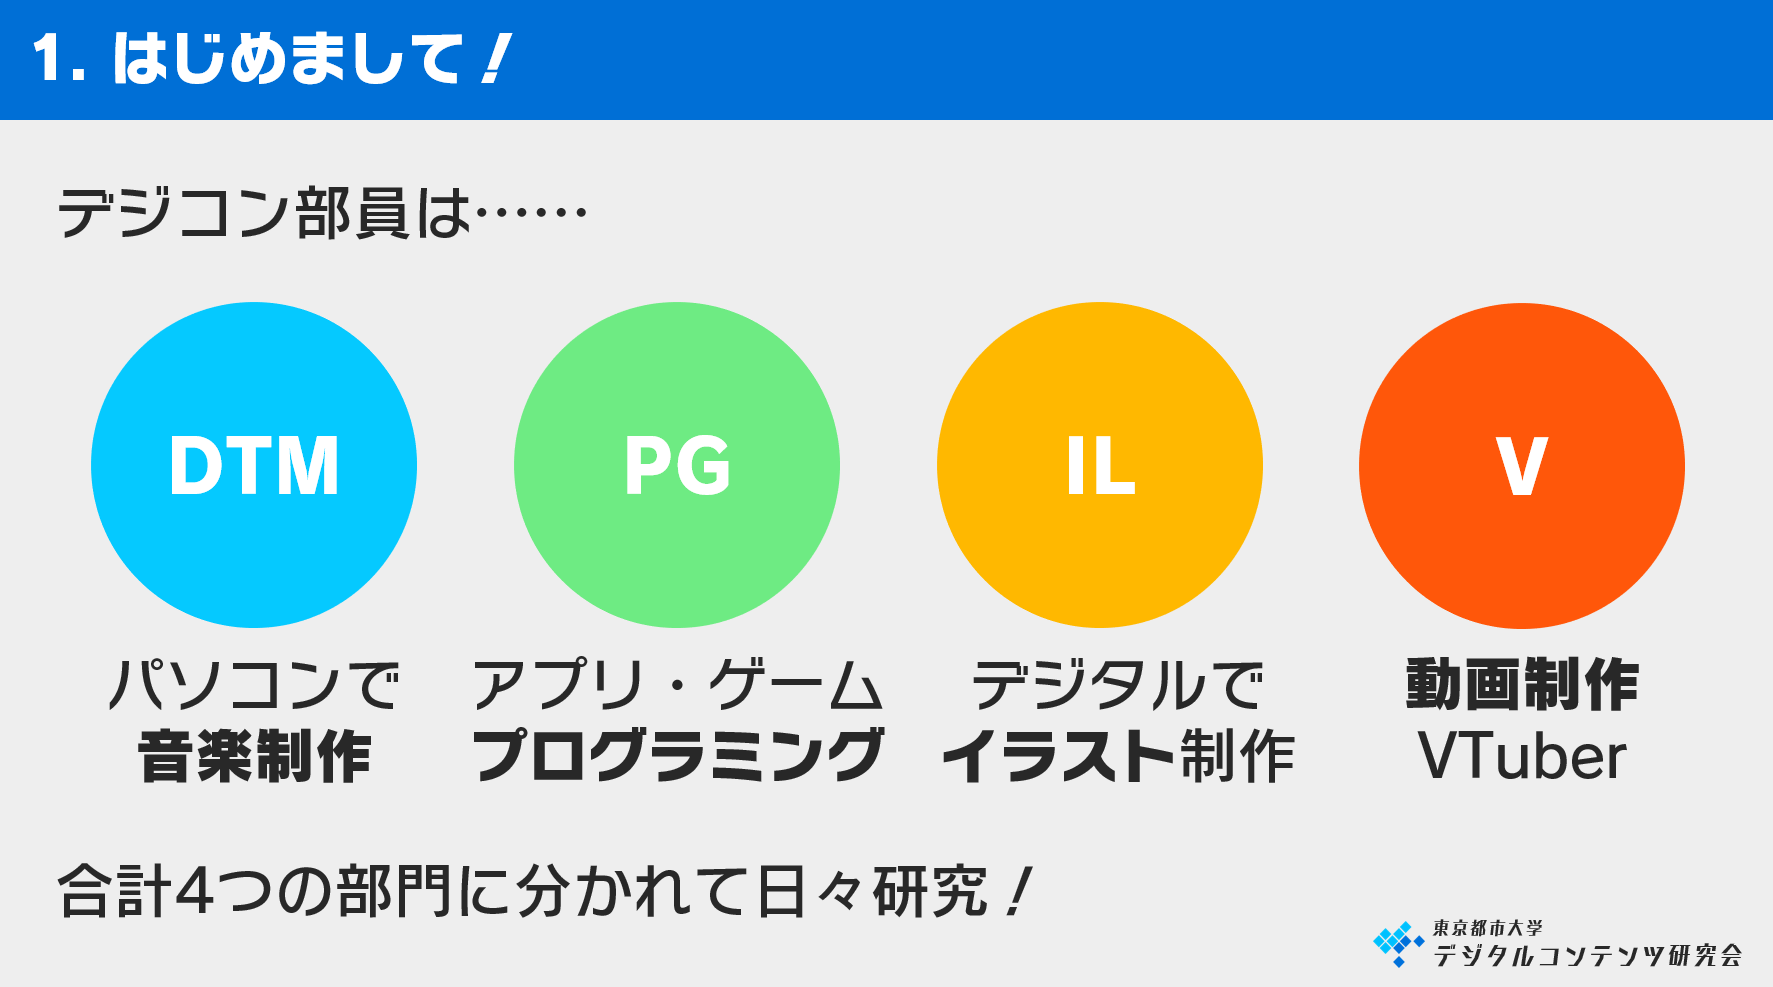 1. はじめまして！
デジコン部員は……
DTM
パソコンで
音楽制作
PG
アプリ・ゲーム
プログラミング
IL
デジタルで
イラスト制作
V
動画制作
VTuber
合計4つの部門に分かれて日々研究！
東京都市大学
デジタルコンテンツ研究会